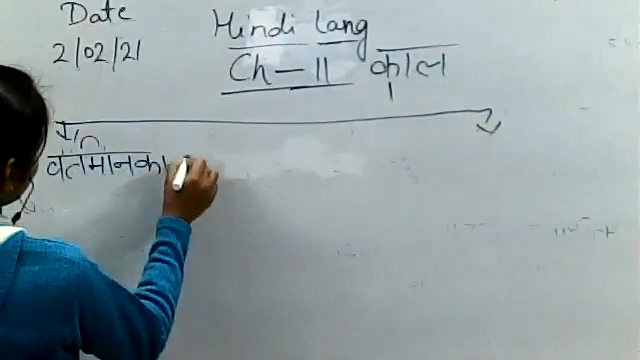 Date
2/02/21
Hindi Lang
Ch - 11 काल
वर्तमानका